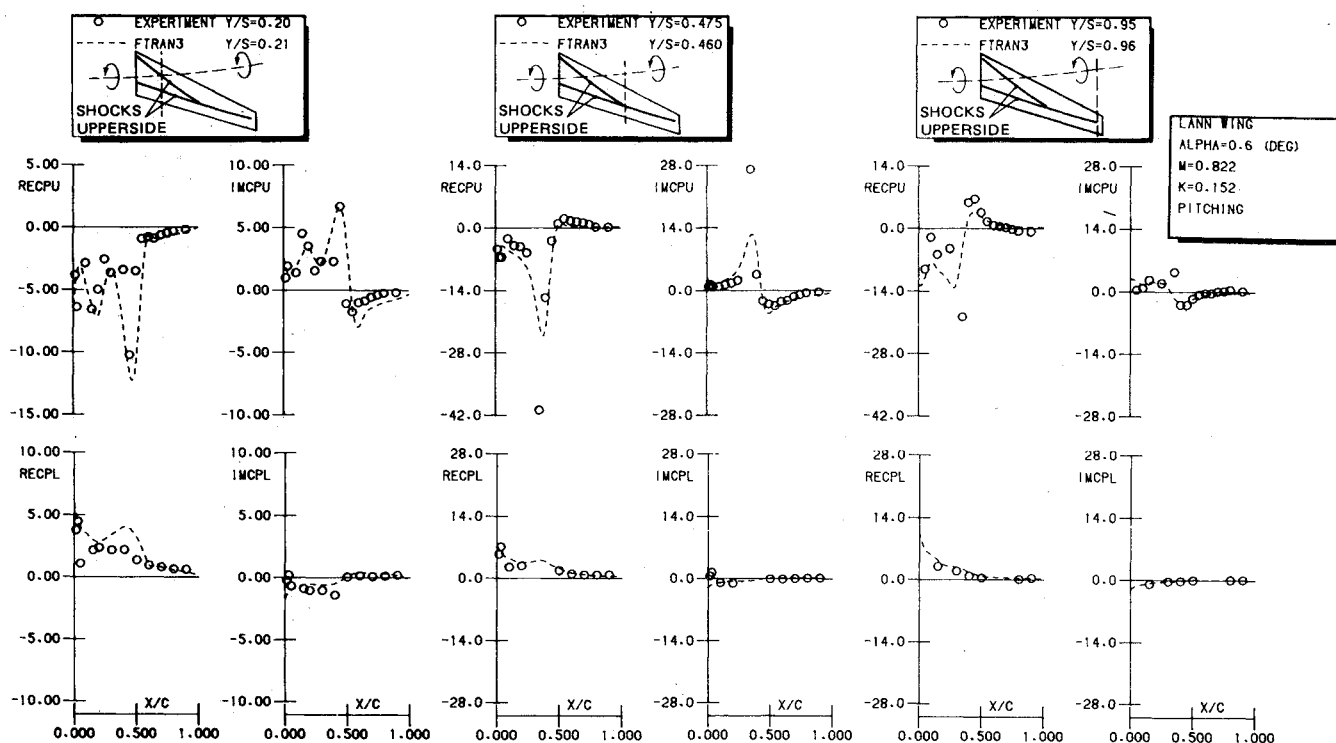 EXPERIMENT Y/S=0.20
FTRAN3 Y/S=0.21
SHOCKS
UPPERSIDE
EXPERIMENT Y/S=0.475
FTRAN3 Y/S=0.460
SHOCKS
UPPERSIDE
EXPERIMENT Y/S=0.95
FTRAN3 Y/S=0.96
SHOCKS
UPPERSIDE
LANN WING
ALPHA=0.6 (DEG)
M=0.822
K=0.152
PITCHING
5.00
RECPU
0.00
-5.00
-10.00
-15.00
10.00
IMCPU
5.00
0.00
-5.00
-10.00
14.0
RECPU
0.0
-14.0
-28.0
-42.0
28.0
IMCPU
14.0
0.0
-14.0
-28.0
14.0
RECPU
0.0
-14.0
-28.0
-42.0
28.0
IMCPU
14.0
0.0
-14.0
-28.0
10.00
RECPL
5.00
0.00
-5.00
-10.00
X/C
0.000 0.500 1.000
10.00
IMCPL
5.00
0.00
-5.00
-10.00
X/C
0.000 0.500 1.000
28.0
RECPL
14.0
0.0
-14.0
-28.0
X/C
0.000 0.500 1.000
28.0
IMCPL
14.0
0.0
-14.0
-28.0
X/C
0.000 0.500 1.000
28.0
RECPL
14.0
0.0
-14.0
-28.0
X/C
0.000 0.500 1.000
28.0
IMCPL
14.0
0.0
-14.0
-28.0
X/C
0.000 0.500 1.000